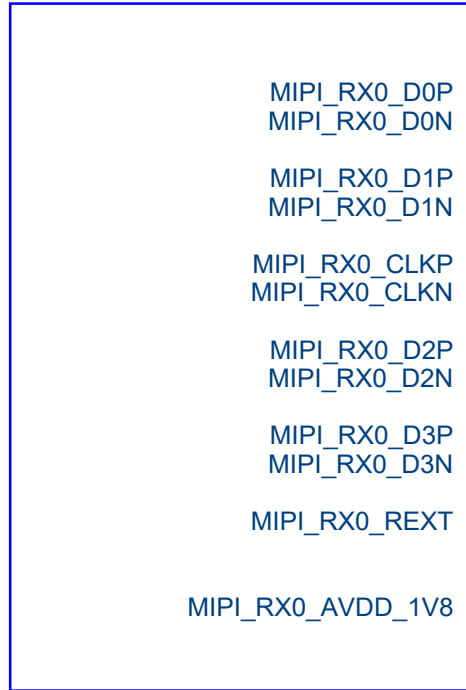 MIPI_RX0_D0P
MIPI_RX0_D0N
MIPI_RX0_D1P
MIPI_RX0_D1N
MIPI_RX0_CLKP
MIPI_RX0_CLKN
MIPI_RX0_D2P
MIPI_RX0_D2N
MIPI_RX0_D3P
MIPI_RX0_D3N
MIPI_RX0_REXT
MIPI_RX0_AVDD_1V8